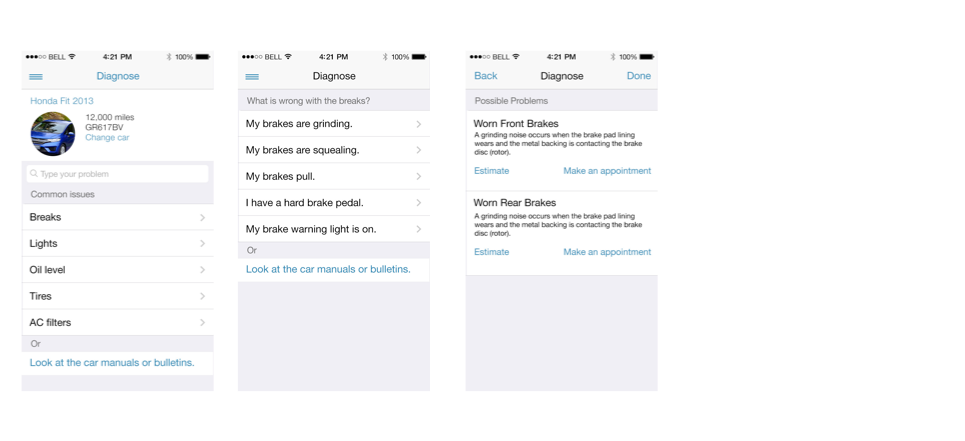 BELL 4:21 PM 100%
Diagnose
Honda Fit 2013
12,000 miles
GR617BV
Change car
Type your problem
Common issues
Breaks
Lights
Oil level
Tires
AC filters
Or
Look at the car manuals or bulletins.
BELL 4:21 PM 100%
Diagnose
What is wrong with the breaks?
My brakes are grinding.
My brakes are squealing.
My brakes pull.
I have a hard brake pedal.
My brake warning light is on.
Or
Look at the car manuals or bulletins.
BELL 4:21 PM 100%
Back Diagnose Done
Possible Problems
Worn Front Brakes
A grinding noise occurs when the brake pad lining
wears and the metal backing is contacting the brake
disc (rotor).
Estimate Make an appointment
Worn Rear Brakes
A grinding noise occurs when the brake pad lining
wears and the metal backing is contacting the brake
disc (rotor).
Estimate Make an appointment